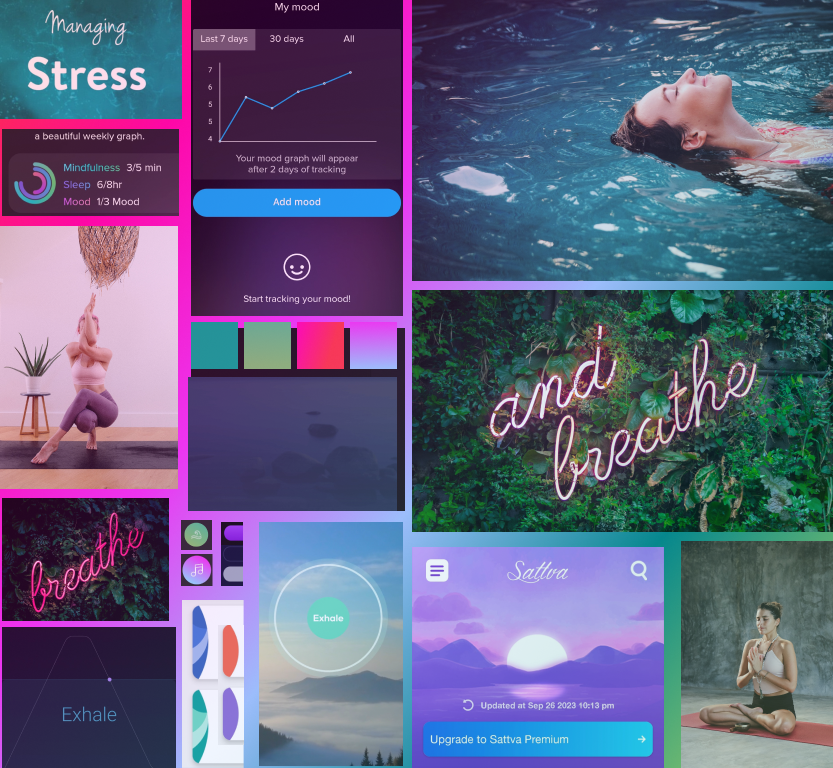 Managing
Stress
a beautiful weekly graph.
Mindfulness 3/5 min
Sleep 6/8hr
Mood 1/3 Mood
My mood
Last 7 days 30 days All
7
6
5
5
4
Your mood graph will appear
after 2 days of tracking
Add mood
Start tracking your mood!
and
breathe
breathe
Exhale
Exhale
Sattva
Updated at Sep 26 2023 10:13 pm
Upgrade to Sattva Premium